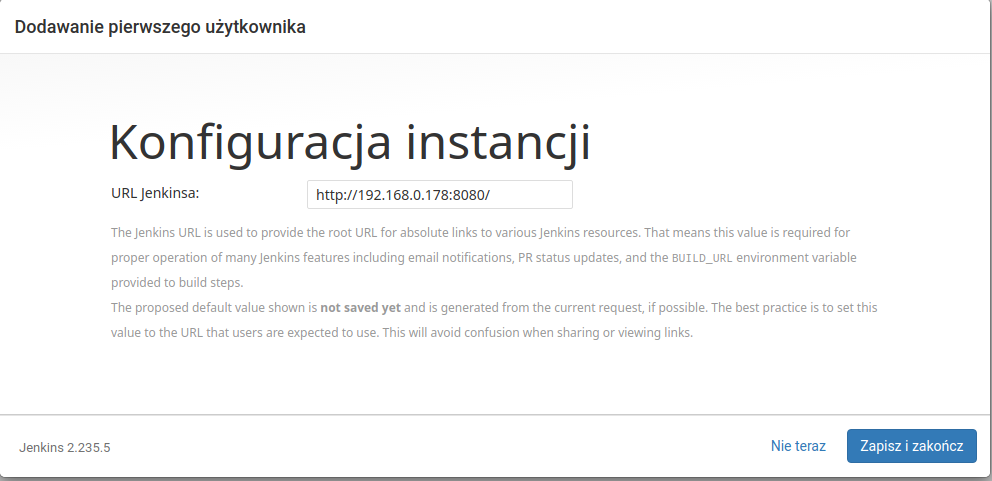 Dodawanie pierwszego użytkownika
Konfiguracja instancji
URL Jenkinsa: http://192.168.0.178:8080/
The Jenkins URL is used to provide the root URL for absolute links to various Jenkins resources. That means this value is required for
proper operation of many Jenkins features including email notifications, PR status updates, and the BUILD_URL environment variable
provided to build steps.
The proposed default value shown is not saved yet and is generated from the current request, if possible. The best practice is to set this
value to the URL that users are expected to use. This will avoid confusion when sharing or viewing links.
Jenkins 2.235.5 Nie teraz Zapisz i zakończ